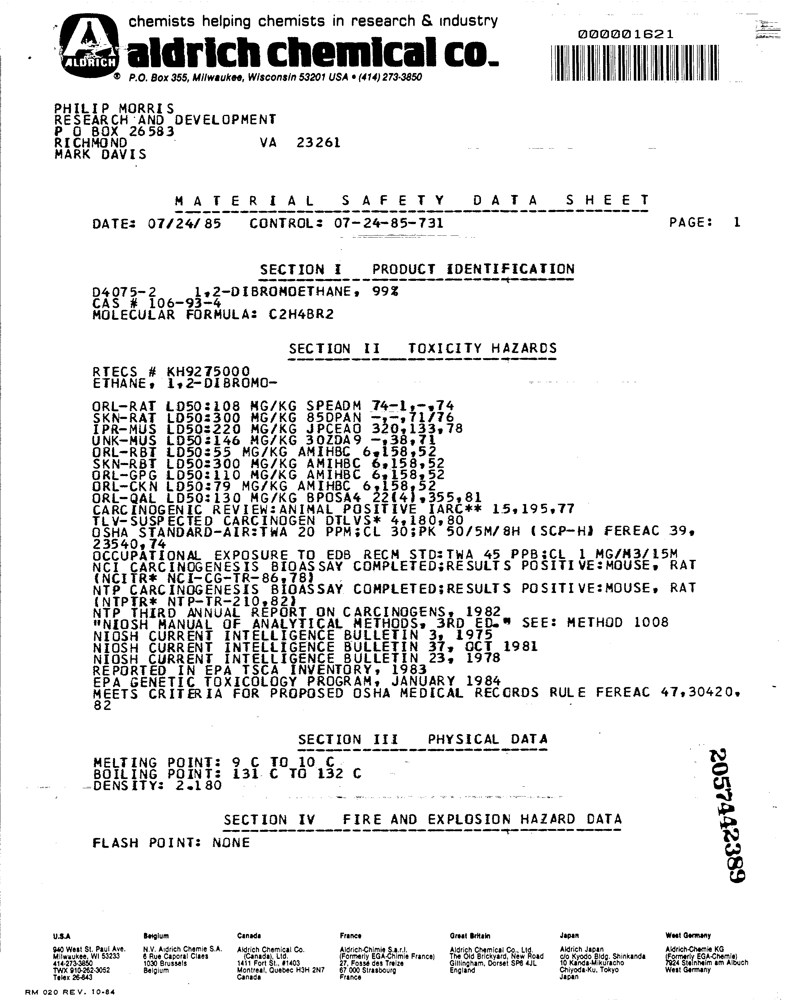 chemists helping chemists in research & industry
aldrich chemical co.
ALDRICH
® P.O. Box 355, Milwaukee, Wisconsin 53201 USA • (414) 273-3850
000001621
PHILIP MORRIS
RESEARCH AND DEVELOPMENT
P O BOX 26583
RICHMOND VA 23261
MARK DAVIS
MATERIAL SAFETY DATA SHEET
DATE: 07/24/85 CONTROL: 07-24-85-731 PAGE: 1
SECTION I PRODUCT IDENTIFICATION
D4075-2 1,2-DIBROMOETHANE, 99%
CAS # 106-93-4
MOLECULAR FORMULA: C2H4BR2
SECTION II TOXICITY HAZARDS
RTECS # KH9275000
ETHANE, 1,2-DIBROMO-
ORL-RAT LD50:108 MG/KG SPEADM 74-1,-,74
SKN-RAT LD50:300 MG/KG 85DPAN -,-,71/76
IPR-MUS LD50:220 MG/KG JPCEAO 320,133,78
UNK-MUS LD50:146 MG/KG 30ZDA9 -,38,71
ORL-RBT LD50:55 MG/KG AMIHBC 6,158,52
SKN-RBT LD50:300 MG/KG AMIHBC 6,158,52
ORL-GPG LD50:110 MG/KG AMIHBC 6,158,52
ORL-CKN LD50:79 MG/KG AMIHBC 6,158,52
ORL-QAL LD50:130 MG/KG BPOSA4 22(4),355,81
CARCINOGENIC REVIEW:ANIMAL POSITIVE IARC** 15,195,77
TLV-SUSPECTED CARCINOGEN DTLVS* 4,180,80
OSHA STANDARD-AIR:TWA 20 PPM;CL 30;PK 50/5M/8H (SCP-H) FEREAC 39,
23540,74
OCCUPATIONAL EXPOSURE TO EDB RECM STD:TWA 45 PPB;CL 1 MG/M3/15M
NCI CARCINOGENESIS BIOASSAY COMPLETED;RESULTS POSITIVE:MOUSE, RAT
(NCITR* NCI-CG-TR-86,78)
NTP CARCINOGENESIS BIOASSAY COMPLETED;RESULTS POSITIVE:MOUSE, RAT
(NTPTR* NTP-TR-210,82)
NTP THIRD ANNUAL REPORT ON CARCINOGENS, 1982
"NIOSH MANUAL OF ANALYTICAL METHODS, 3RD ED." SEE: METHOD 1008
NIOSH CURRENT INTELLIGENCE BULLETIN 3, 1975
NIOSH CURRENT INTELLIGENCE BULLETIN 37, OCT 1981
NIOSH CURRENT INTELLIGENCE BULLETIN 23, 1978
REPORTED IN EPA TSCA INVENTORY, 1983
EPA GENETIC TOXICOLOGY PROGRAM, JANUARY 1984
MEETS CRITERIA FOR PROPOSED OSHA MEDICAL RECORDS RULE FEREAC 47,30420,
82
SECTION III PHYSICAL DATA
MELTING POINT: 9 C TO 10 C
BOILING POINT: 131 C TO 132 C
DENSITY: 2.180
SECTION IV FIRE AND EXPLOSION HAZARD DATA
FLASH POINT: NONE
2057442389
U.S.A
940 West St. Paul Ave.
Milwaukee, WI 53233
414-273-3850
TWX 910-262-3052
Telex 26-843
Belgium
N.V. Aldrich Chemie S.A.
6 Rue Caporal Claes
1030 Brussels
Belgium
Canada
Aldrich Chemical Co.
(Canada), Ltd.
1411 Fort St., #1403
Montreal, Quebec H3H 2N7
Canada
France
Aldrich-Chimie S.a.r.l.
(Formerly EGA-Chimie France)
27, Fosse des Treize
67 000 Strasbourg
France
Great Britain
Aldrich Chemical Co., Ltd.
The Old Brickyard, New Road
Gillingham, Dorset SP8 4JL
England
Japan
Aldrich Japan
c/o Kyodo Bldg. Shinkanda
10 Kanda-Mikuracho
Chiyoda-Ku, Tokyo
Japan
West Germany
Aldrich-Chemie KG
(Formerly EGA-Chemie)
7924 Steinheim am Albuch
West Germany
RM 020 REV. 10-84